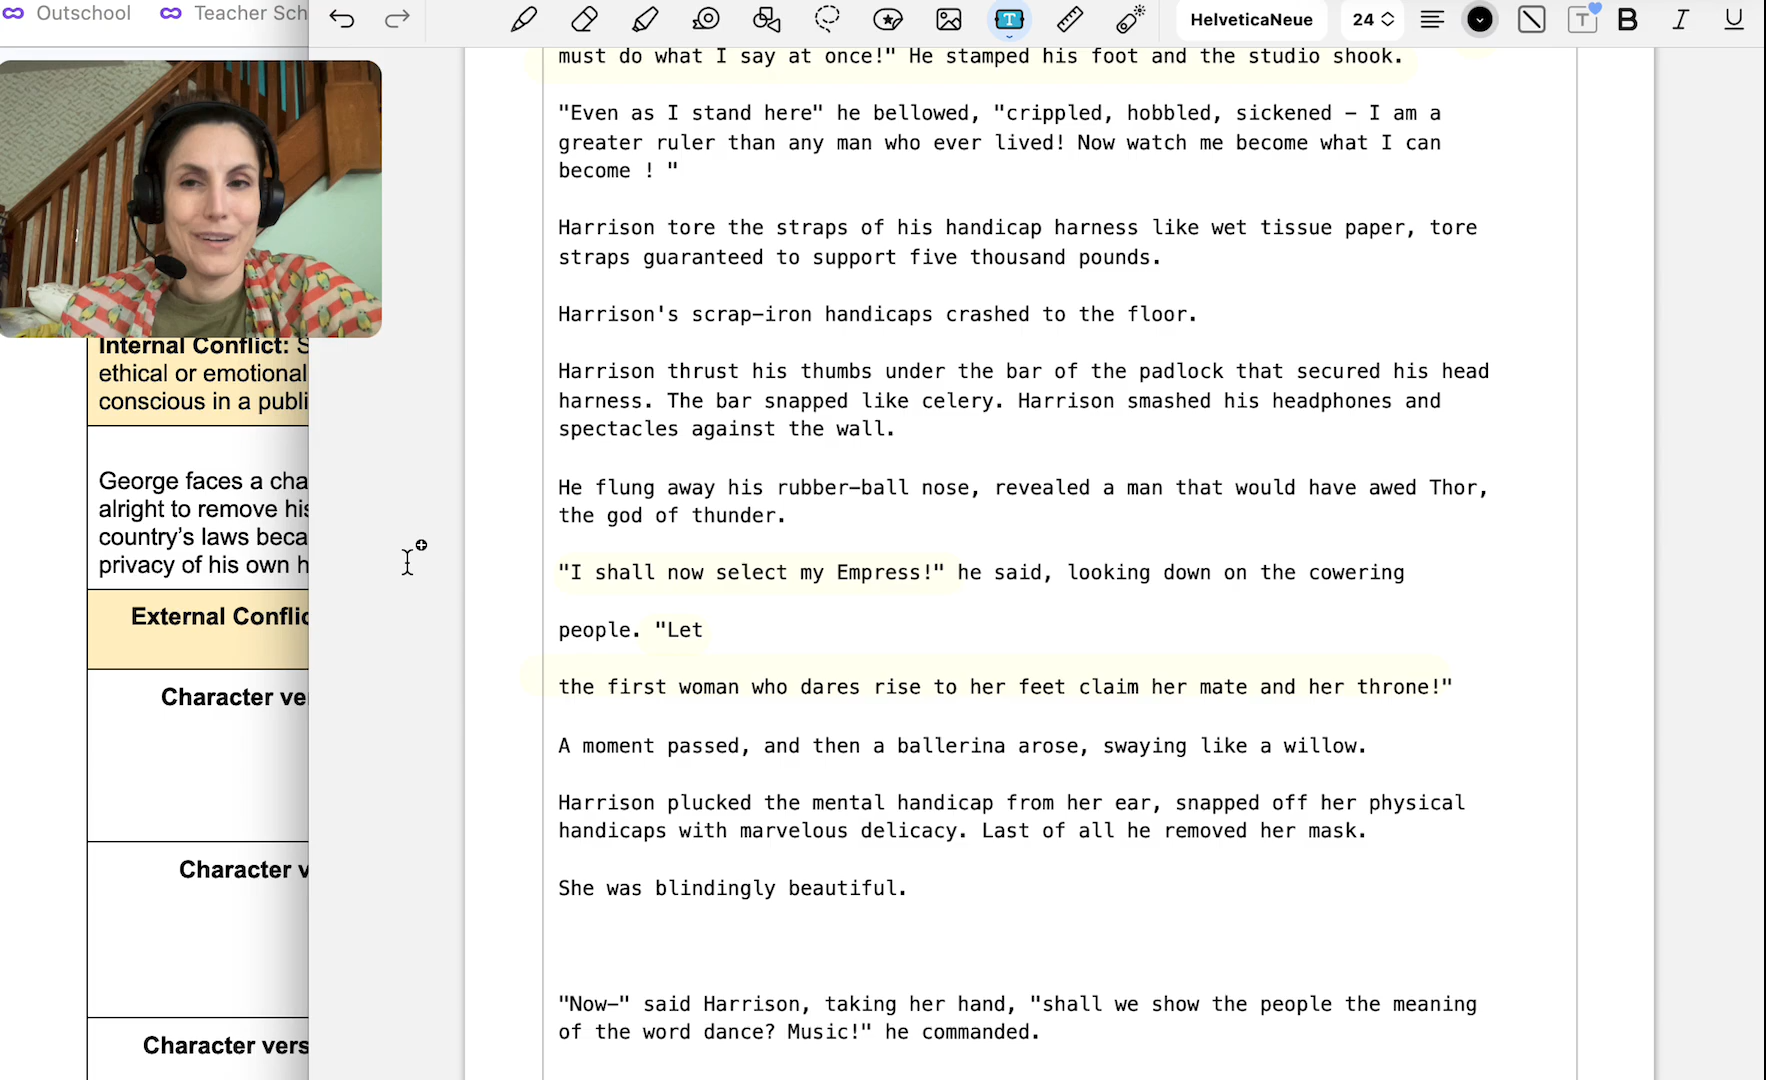 Outschool
Teacher Sch
HelveticaNeue
24
T
B
I
U
must do what I say at once!" He stamped his foot and the studio shook.
"Even as I stand here" he bellowed, "crippled, hobbled, sickened – I am a
greater ruler than any man who ever lived! Now watch me become what I can
become ! "
Harrison tore the straps of his handicap harness like wet tissue paper, tore
straps guaranteed to support five thousand pounds.
Harrison's scrap–iron handicaps crashed to the floor.
Harrison thrust his thumbs under the bar of the padlock that secured his head
harness. The bar snapped like celery. Harrison smashed his headphones and
spectacles against the wall.
He flung away his rubber–ball nose, revealed a man that would have awed Thor,
the god of thunder.
"I shall now select my Empress!" he said, looking down on the cowering
people. "Let
the first woman who dares rise to her feet claim her mate and her throne!"
A moment passed, and then a ballerina arose, swaying like a willow.
Harrison plucked the mental handicap from her ear, snapped off her physical
handicaps with marvelous delicacy. Last of all he removed her mask.
She was blindingly beautiful.
"Now–" said Harrison, taking her hand, "shall we show the people the meaning
of the word dance? Music!" he commanded.
Internal Conflict: S
ethical or emotional
conscious in a publi
George faces a cha
alright to remove his
country's laws beca
privacy of his own h
External Conflic
Character ve
Character v
Character vers